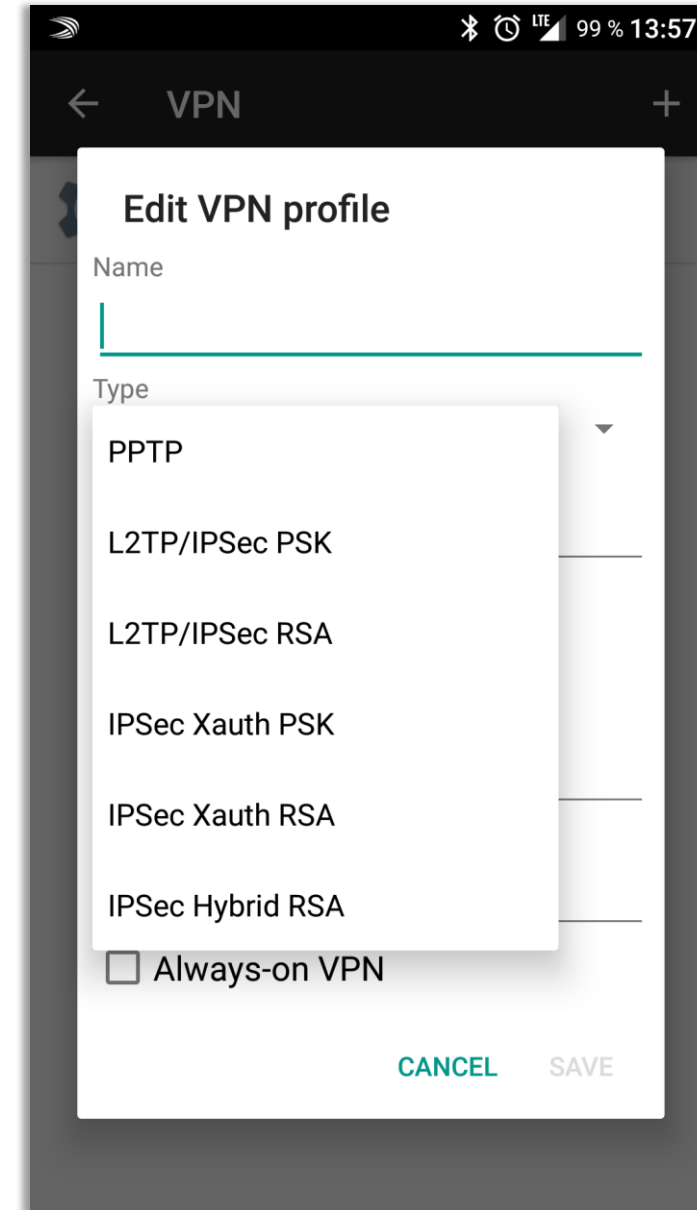 LTE 99 % 13:57
VPN
Edit VPN profile
Name
Type
PPTP
L2TP/IPSec PSK
L2TP/IPSec RSA
IPSec Xauth PSK
IPSec Xauth RSA
IPSec Hybrid RSA
Always-on VPN
CANCEL SAVE